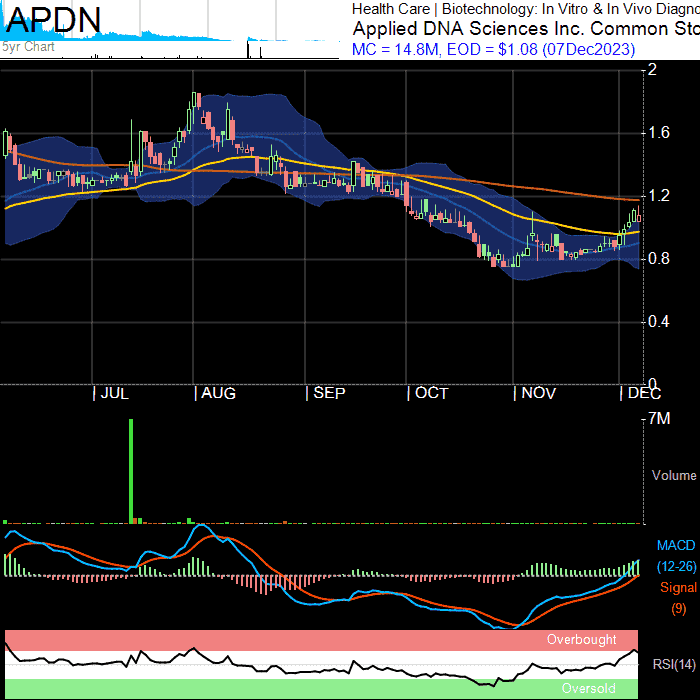 APDN
5yr Chart
Health Care | Biotechnology: In Vitro & In Vivo Diagno
Applied DNA Sciences Inc. Common Sto
MC = 14.8M, EOD = $1.08 (07Dec2023)
2
1.6
1.2
0.8
0.4
0
| JUL | AUG | SEP | OCT | NOV | DEC
7M
Volume
MACD
(12-26)
Signal
(9)
Overbought
RSI(14)
Oversold